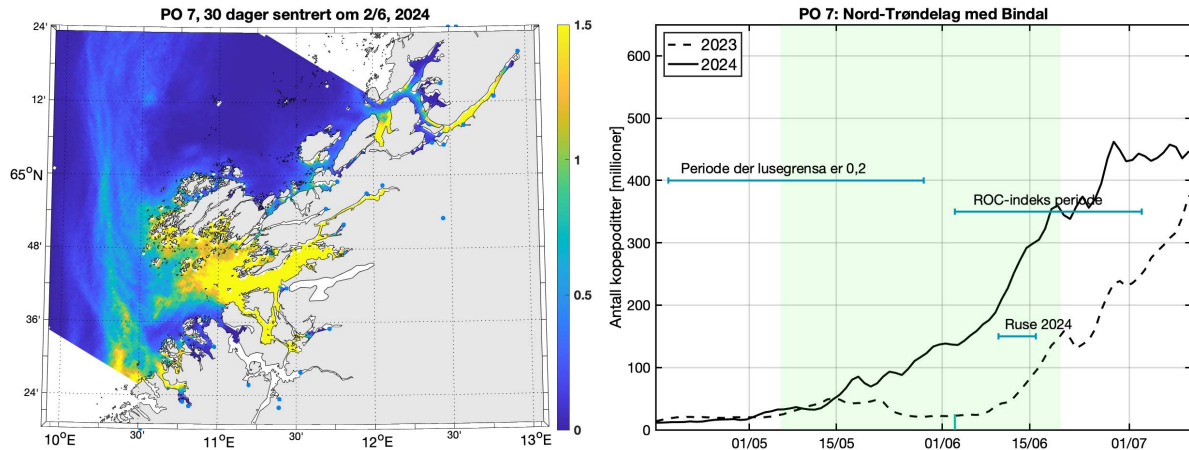 PO 7, 30 dager sentrert om 2/6, 2024
24'
12'
65°N
48'
36'
24'
10°E
30'
11°E
30'
12°E
30'
13°E
1.5
1
0.5
0
PO 7: Nord-Trøndelag med Bindal
Antall kopepoditter [millioner]
600
500
400
300
200
100
0
2023
2024
Periode der lusegrensa er 0,2
ROC-indeks periode
Ruse 2024
01/05
15/05
01/06
15/06
01/07